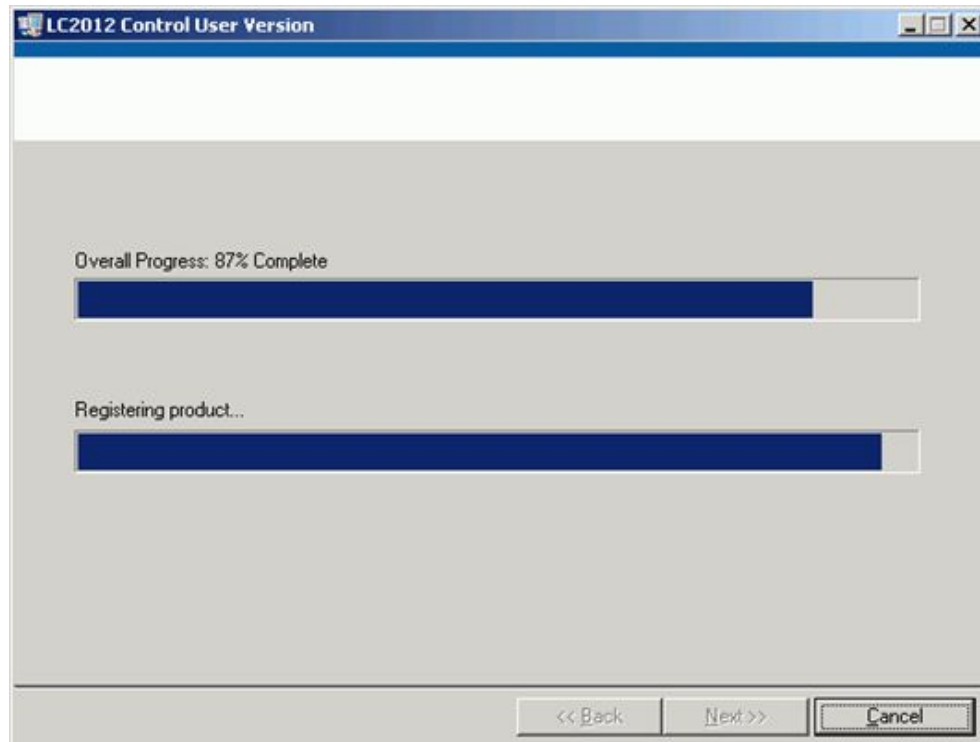 LC2012 Control User Version
Overall Progress: 87% Complete
Registering product...
<< Back
Next >>
Cancel